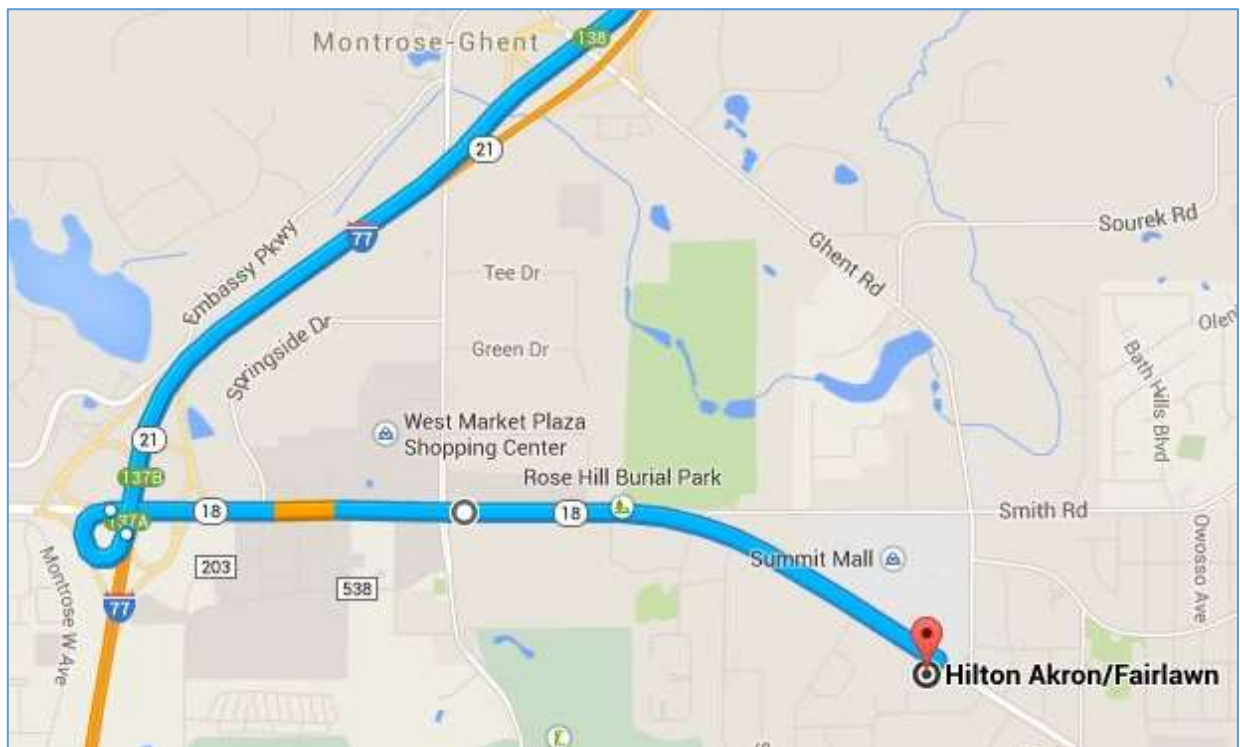 Montrose-Ghent
138
21
Embassy Pkwy
77
Ghent Rd
Sourek Rd
Tee Dr
Springside Dr
Green Dr
Bath Hills Blvd
21
West Market Plaza
Shopping Center
137B
Rose Hill Burial Park
137A
18
18
Smith Rd
Owosso Ave
Montrose W Ave
203
Summit Mall
538
77
Hilton Akron/Fairlawn